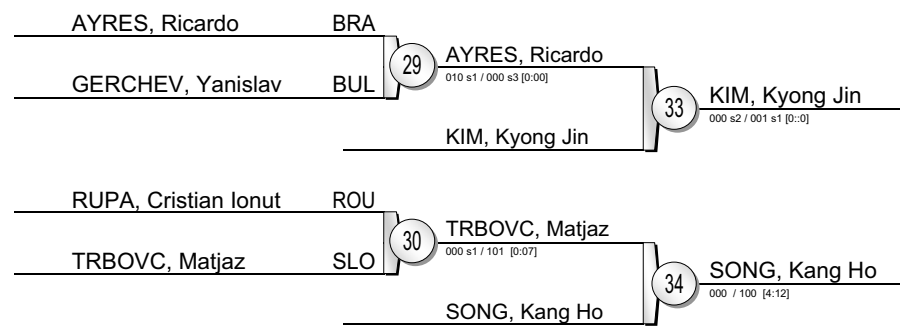 AYRES, Ricardo BRA
29
AYRES, Ricardo
010 s1 / 000 s3 [0:00]
GERCHEV, Yanislav BUL
33
KIM, Kyong Jin
000 s2 / 001 s1 [0::0]
KIM, Kyong Jin
RUPA, Cristian Ionut ROU
30
TRBOVC, Matjaz
000 s1 / 101 [0:07]
TRBOVC, Matjaz SLO
34
SONG, Kang Ho
000 / 100 [4:12]
SONG, Kang Ho